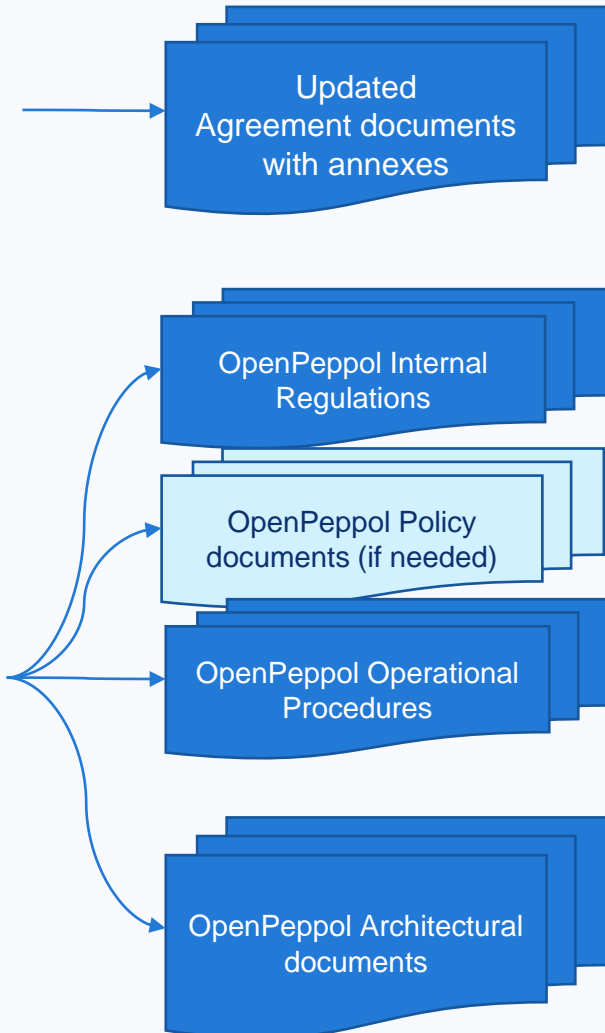 Updated
Agreement documents
with annexes
OpenPeppol Internal
Regulations
OpenPeppol Policy
documents (if needed)
OpenPeppol Operational
Procedures
OpenPeppol Architectural
documents